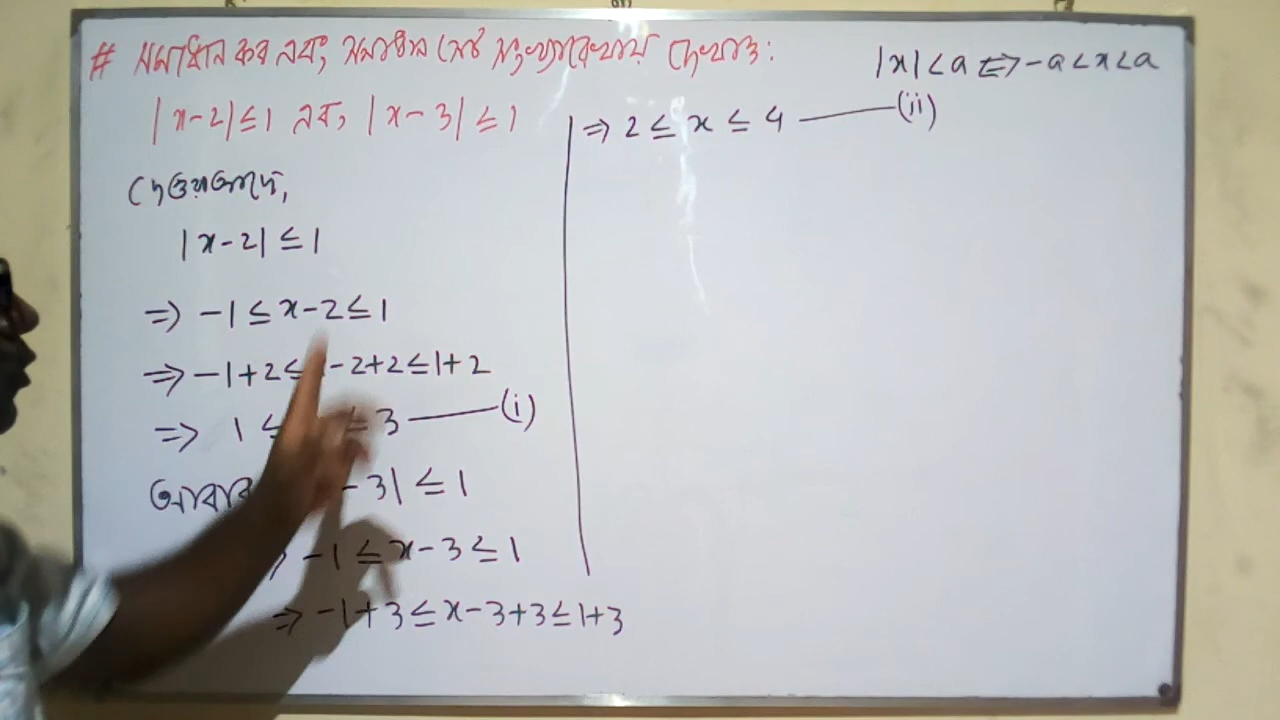 # সমাধান কর এবং সমাধান সেট সংখ্যারেখায় দেখাও:
|x-2| ≤ 1 এবং |x-3| ≤ 1
দেওয়া আছে,
|x-2| ≤ 1
⇒ -1 ≤ x-2 ≤ 1
⇒ -1+2 ≤ -2+2 ≤ 1+2
⇒ 1 ≤ ≤ 3 —— (i)
আবার -3| ≤ 1
⇒ -1 ≤ x-3 ≤ 1
⇒ -1+3 ≤ x-3+3 ≤ 1+3
⇒ 2 ≤ x ≤ 4 —— (ii)
|x| < a ⇔ -a < x < a